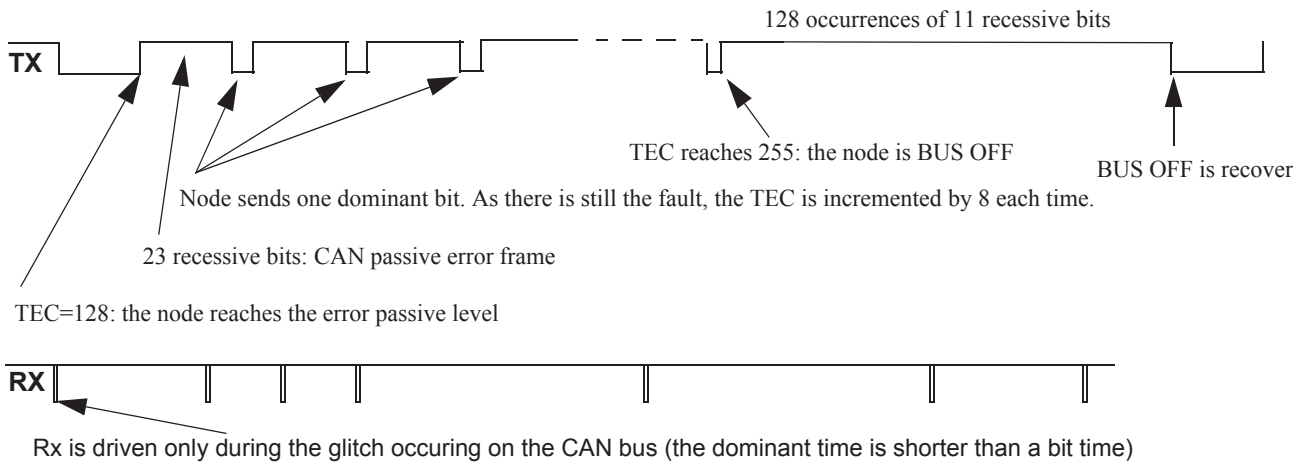 128 occurrences of 11 recessive bits
TX
TEC reaches 255: the node is BUS OFF
BUS OFF is recover
Node sends one dominant bit. As there is still the fault, the TEC is incremented by 8 each time.
23 recessive bits: CAN passive error frame
TEC=128: the node reaches the error passive level
RX
Rx is driven only during the glitch occuring on the CAN bus (the dominant time is shorter than a bit time)